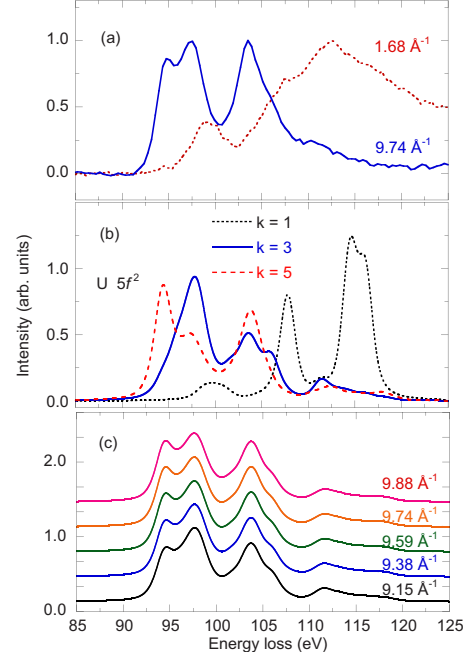 (a)
1.68 Å-1
1.0
0.5
9.74 Å-1
0.0
(b)
k = 1
k = 3
k = 5
U 5f2
1.0
0.5
0.0
Intensity (arb. units)
(c)
2.0
9.88 Å-1
9.74 Å-1
1.0
9.59 Å-1
9.38 Å-1
9.15 Å-1
0.0
85 90 95 100 105 110 115 120 125
Energy loss (eV)